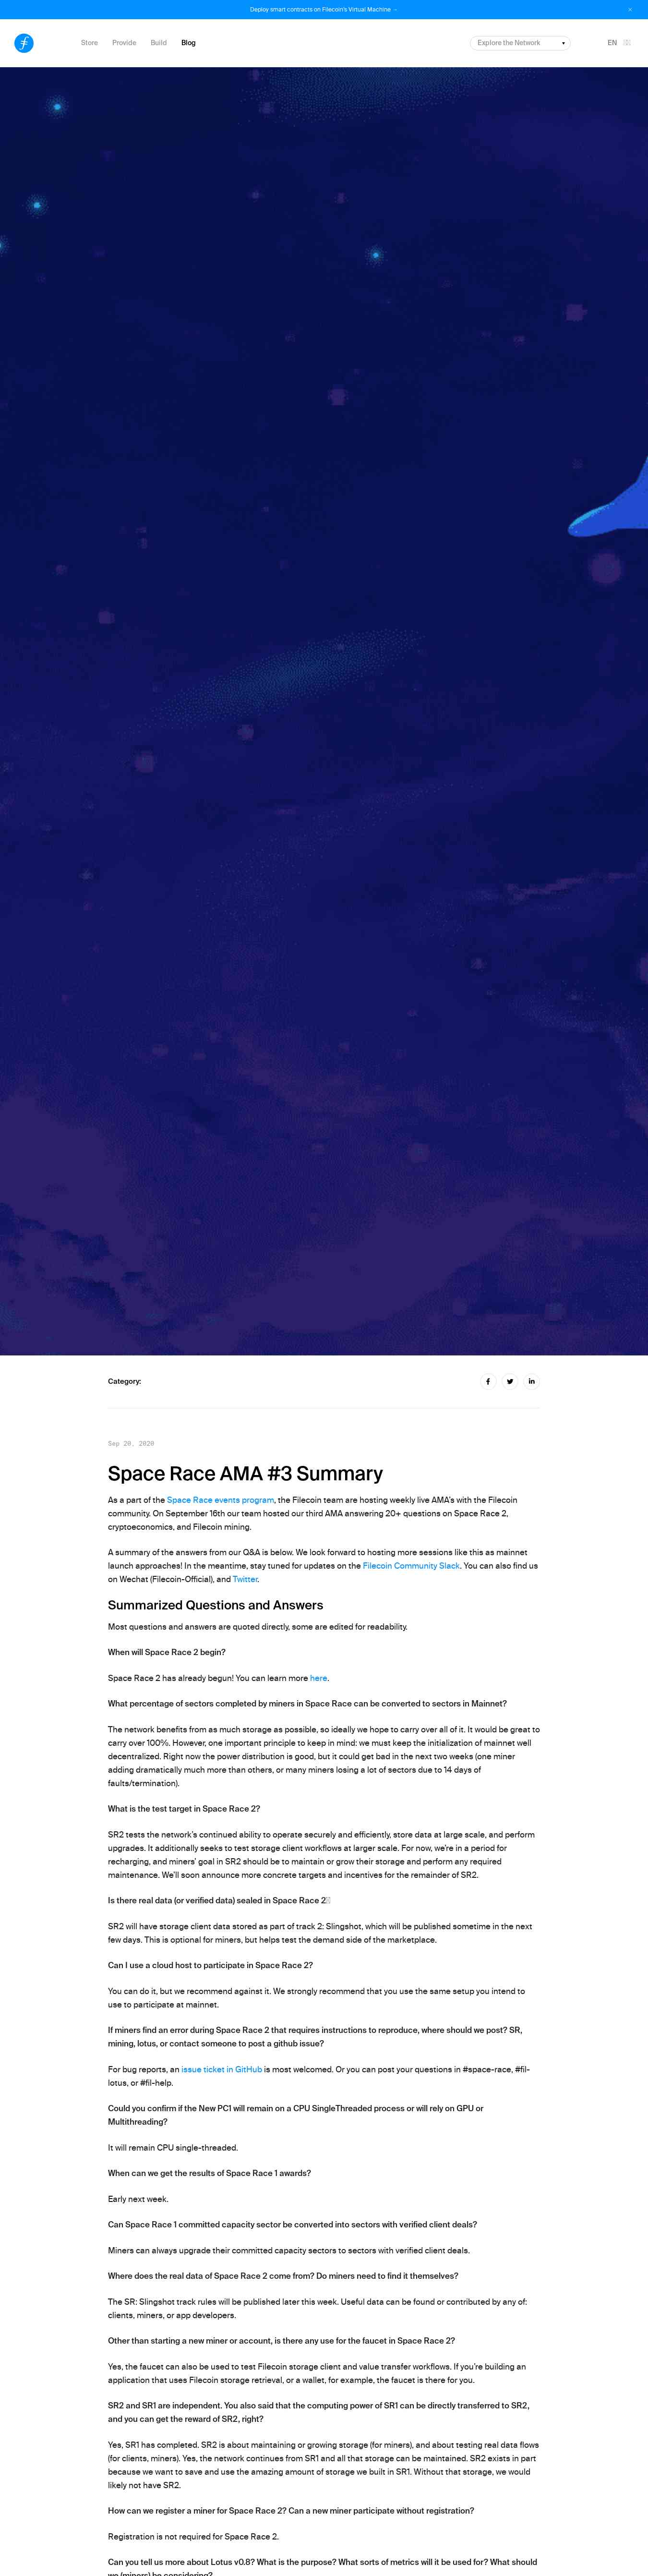 Deploy smart contracts on Filecoin's Virtual Machine →
Store Provide Build Blog
Explore the Network
EN
Category:
Sep 20, 2020
Space Race AMA #3 Summary
As a part of the Space Race events program, the Filecoin team are hosting weekly live AMA's with the Filecoin
community. On September 16th our team hosted our third AMA answering 20+ questions on Space Race 2,
cryptoeconomics, and Filecoin mining.
A summary of the answers from our Q&A is below. We look forward to hosting more sessions like this as mainnet
launch approaches! In the meantime, stay tuned for updates on the Filecoin Community Slack. You can also find us
on Wechat (Filecoin-Official), and Twitter.
Summarized Questions and Answers
Most questions and answers are quoted directly, some are edited for readability.
When will Space Race 2 begin?
Space Race 2 has already begun! You can learn more here.
What percentage of sectors completed by miners in Space Race can be converted to sectors in Mainnet?
The network benefits from as much storage as possible, so ideally we hope to carry over all of it. It would be great to
carry over 100%. However, one important principle to keep in mind: we must keep the initialization of mainnet well
decentralized. Right now the power distribution is good, but it could get bad in the next two weeks (one miner
adding dramatically much more than others, or many miners losing a lot of sectors due to 14 days of
faults/termination).
What is the test target in Space Race 2?
SR2 tests the network's continued ability to operate securely and efficiently, store data at large scale, and perform
upgrades. It additionally seeks to test storage client workflows at larger scale. For now, we're in a period for
recharging, and miners' goal in SR2 should be to maintain or grow their storage and perform any required
maintenance. We'll soon announce more concrete targets and incentives for the remainder of SR2.
Is there real data (or verified data) sealed in Space Race 2
SR2 will have storage client data stored as part of track 2: Slingshot, which will be published sometime in the next
few days. This is optional for miners, but helps test the demand side of the marketplace.
Can I use a cloud host to participate in Space Race 2?
You can do it, but we recommend against it. We strongly recommend that you use the same setup you intend to
use to participate at mainnet.
If miners find an error during Space Race 2 that requires instructions to reproduce, where should we post? SR,
mining, lotus, or contact someone to post a github issue?
For bug reports, an issue ticket in GitHub is most welcomed. Or you can post your questions in #space-race, #fil-
lotus, or #fil-help.
Could you confirm if the New PC1 will remain on a CPU SingleThreaded process or will rely on GPU or
Multithreading?
It will remain CPU single-threaded.
When can we get the results of Space Race 1 awards?
Early next week.
Can Space Race 1 committed capacity sector be converted into sectors with verified client deals?
Miners can always upgrade their committed capacity sectors to sectors with verified client deals.
Where does the real data of Space Race 2 come from? Do miners need to find it themselves?
The SR: Slingshot track rules will be published later this week. Useful data can be found or contributed by any of:
clients, miners, or app developers.
Other than starting a new miner or account, is there any use for the faucet in Space Race 2?
Yes, the faucet can also be used to test Filecoin storage client and value transfer workflows. If you're building an
application that uses Filecoin storage retrieval, or a wallet, for example, the faucet is there for you.
SR2 and SR1 are independent. You also said that the computing power of SR1 can be directly transferred to SR2,
and you can get the reward of SR2, right?
Yes, SR1 has completed. SR2 is about maintaining or growing storage (for miners), and about testing real data flows
(for clients, miners). Yes, the network continues from SR1 and all that storage can be maintained. SR2 exists in part
because we want to save and use the amazing amount of storage we built in SR1. Without that storage, we would
likely not have SR2.
How can we register a miner for Space Race 2? Can a new miner participate without registration?
Registration is not required for Space Race 2.
Can you tell us more about Lotus v0.8? What is the purpose? What sorts of metrics will it be used for? What should
we (miners) be considering?